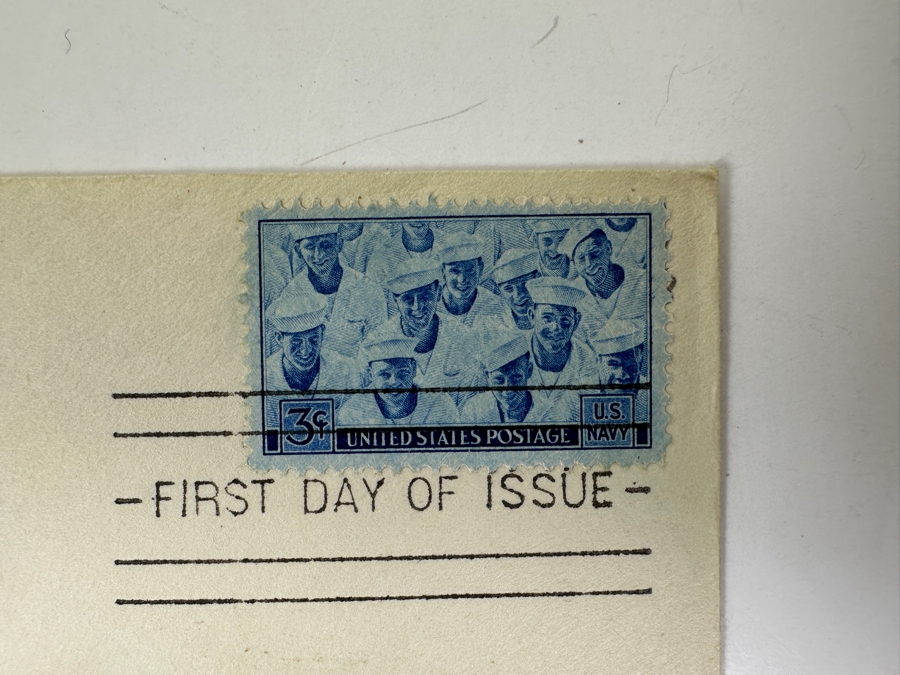 3¢
UNITED STATES POSTAGE
U.S.
NAVY
- FIRST DAY OF ISSUE -